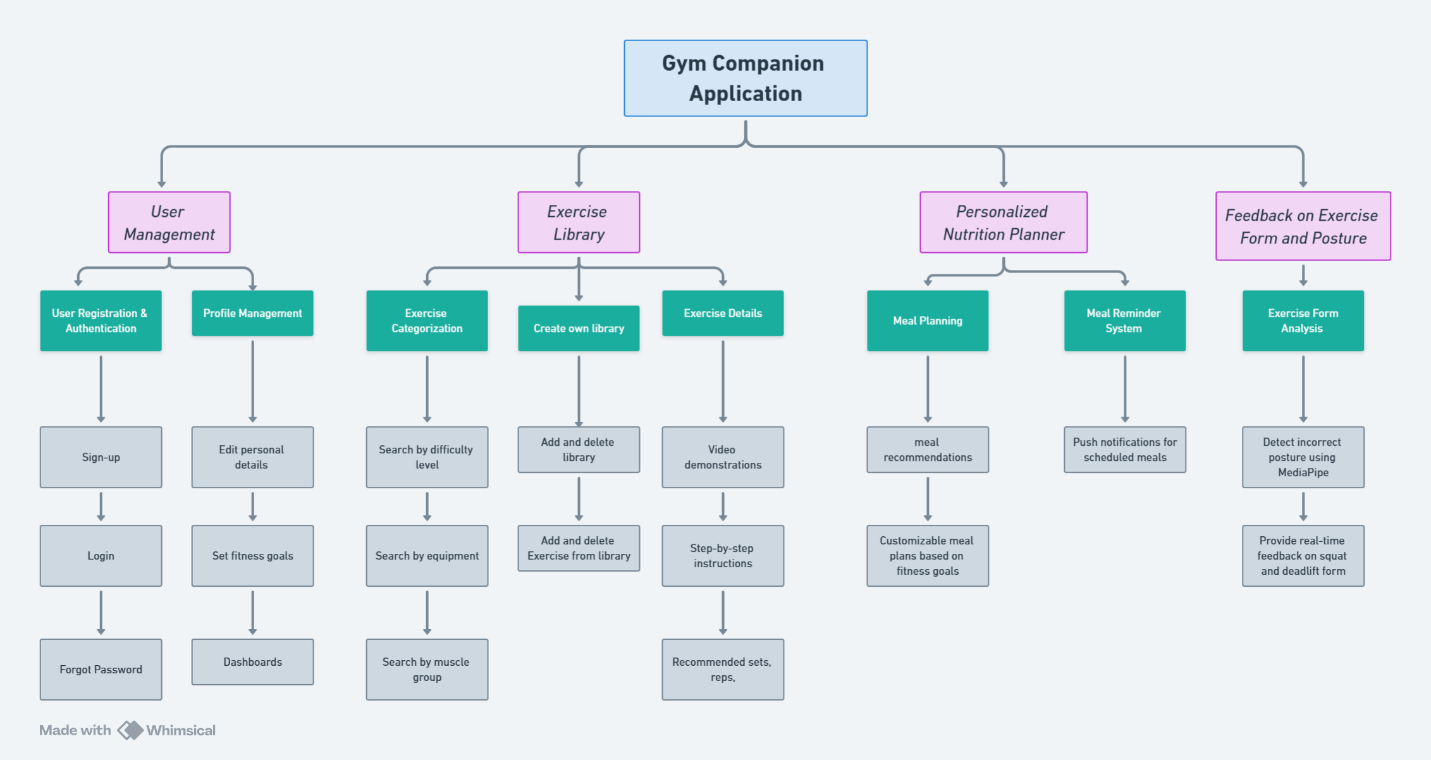 Gym Companion
Application
User
Management
Exercise
Library
Personalized
Nutrition Planner
Feedback on Exercise
Form and Posture
User Registration &
Authentication
Profile Management
Exercise
Categorization
Create own library
Exercise Details
Meal Planning
Meal Reminder
System
Exercise Form
Analysis
Sign-up
Edit personal
details
Search by difficulty
level
Add and delete
library
Video
demonstrations
meal
recommendations
Push notifications for
scheduled meals
Detect incorrect
posture using
MediaPipe
Login
Set fitness goals
Search by equipment
Add and delete
Exercise from library
Step-by-step
instructions
Customizable meal
plans based on
fitness goals
Provide real-time
feedback on squat
and deadlift form
Forgot Password
Dashboards
Search by muscle
group
Recommended sets,
reps,
Made with Whimsical